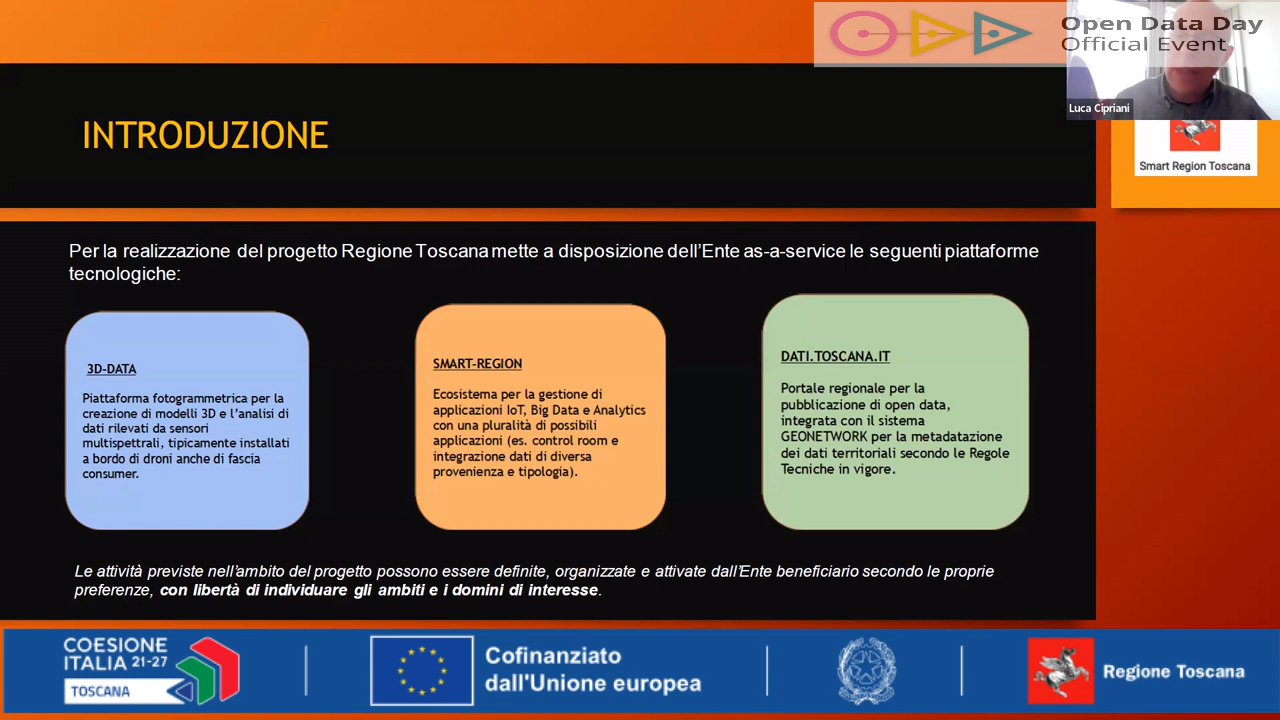 Open Data Day
Official Event
Luca Cipriani
INTRODUZIONE
Smart Region Toscana
Per la realizzazione del progetto Regione Toscana mette a disposizione dell'Ente as-a-service le seguenti piattaforme
tecnologiche:
3D-DATA
Piattaforma fotogrammetrica per la
creazione di modelli 3D e l'analisi di
dati rilevati da sensori
multispettrali, tipicamente installati
a bordo di droni anche di fascia
consumer.
SMART-REGION
Ecosistema per la gestione di
applicazioni IoT, Big Data e Analytics
con una pluralità di possibili
applicazioni (es. control room e
integrazione dati di diversa
provenienza e tipologia).
DATI.TOSCANA.IT
Portale regionale per la
pubblicazione di open data,
integrata con il sistema
GEONETWORK per la metadatazione
dei dati territoriali secondo le Regole
Tecniche in vigore.
Le attività previste nell'ambito del progetto possono essere definite, organizzate e attivate dall'Ente beneficiario secondo le proprie
preferenze, con libertà di individuare gli ambiti e i domini di interesse.
COESIONE
ITALIA 21-27
TOSCANA
Cofinanziato
dall'Unione europea
Regione Toscana